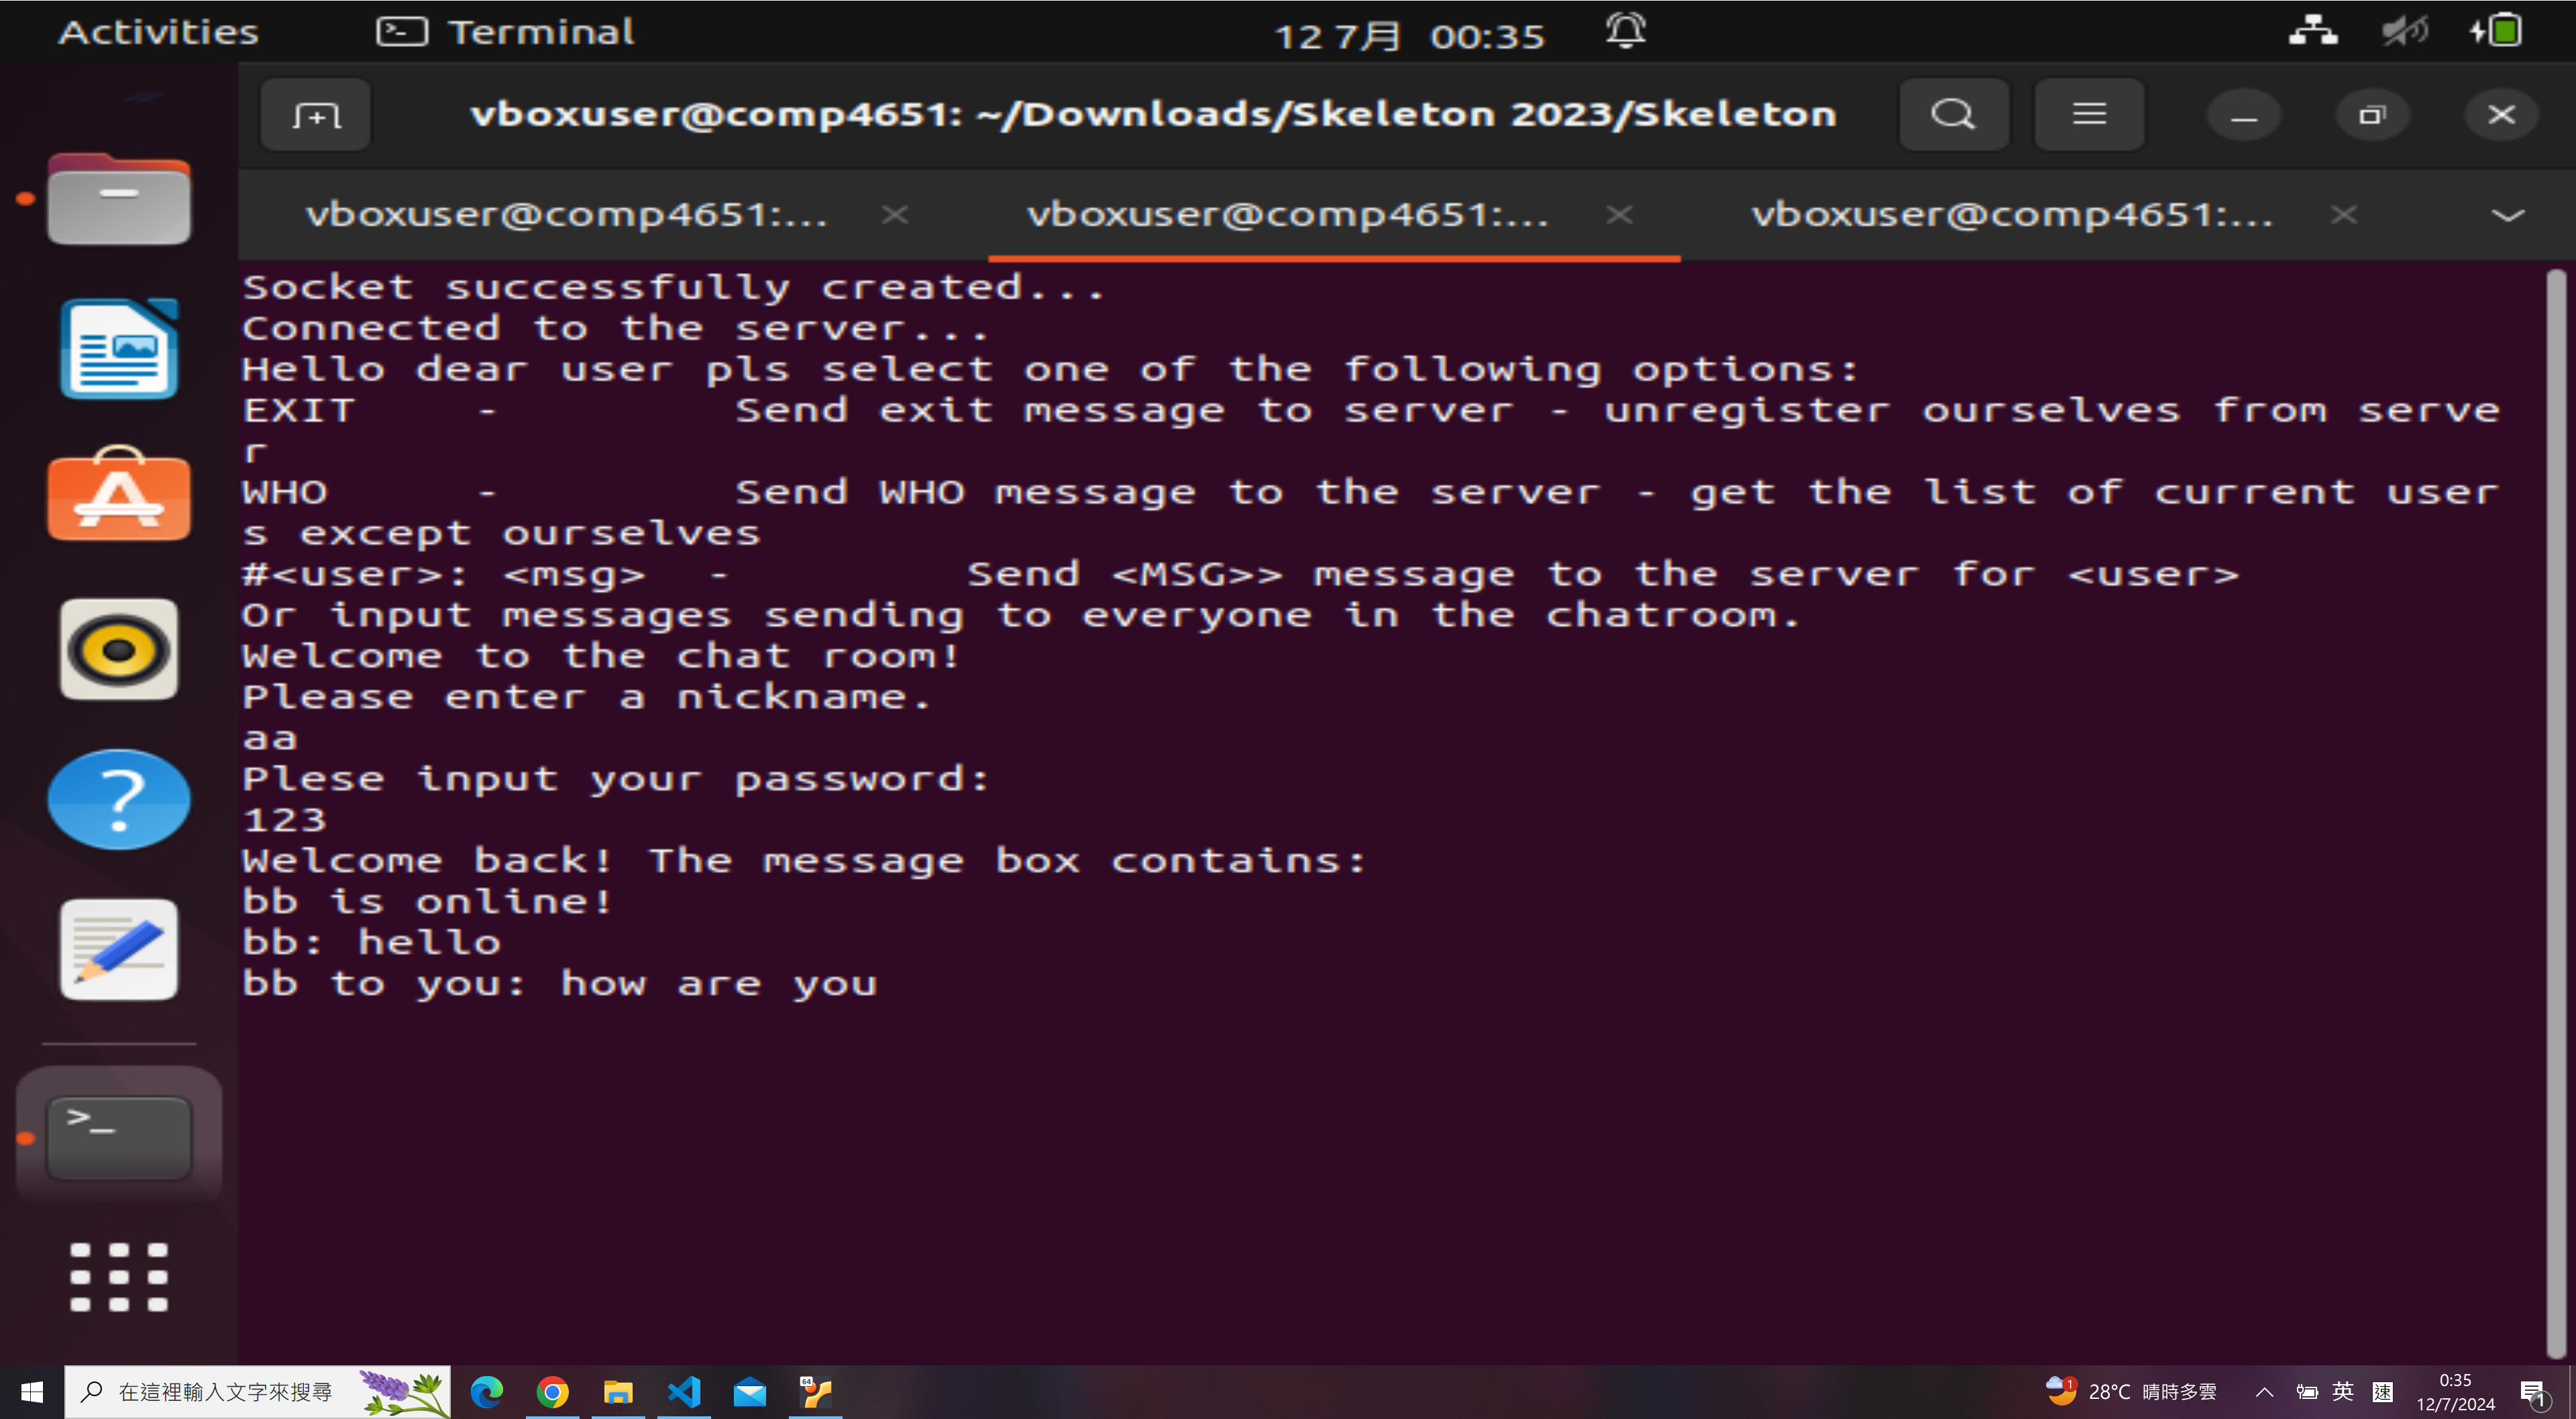 Activities
Terminal
12 7月 00:35
vboxuser@comp4651: ~/Downloads/Skeleton 2023/Skeleton
vboxuser@comp4651:...
vboxuser@comp4651:...
vboxuser@comp4651:...
Socket successfully created...
Connected to the server...
Hello dear user pls select one of the following options:
EXIT - Send exit message to server - unregister ourselves from serve
r
WHO - Send WHO message to the server - get the list of current user
s except ourselves
#<user>: <msg> - Send <MSG>> message to the server for <user>
Or input messages sending to everyone in the chatroom.
Welcome to the chat room!
Please enter a nickname.
aa
Plese input your password:
123
Welcome back! The message box contains:
bb is online!
bb: hello
bb to you: how are you
在這裡輸入文字來搜尋
64
1
28°C 晴時多雲
英
速
0:35
12/7/2024
1